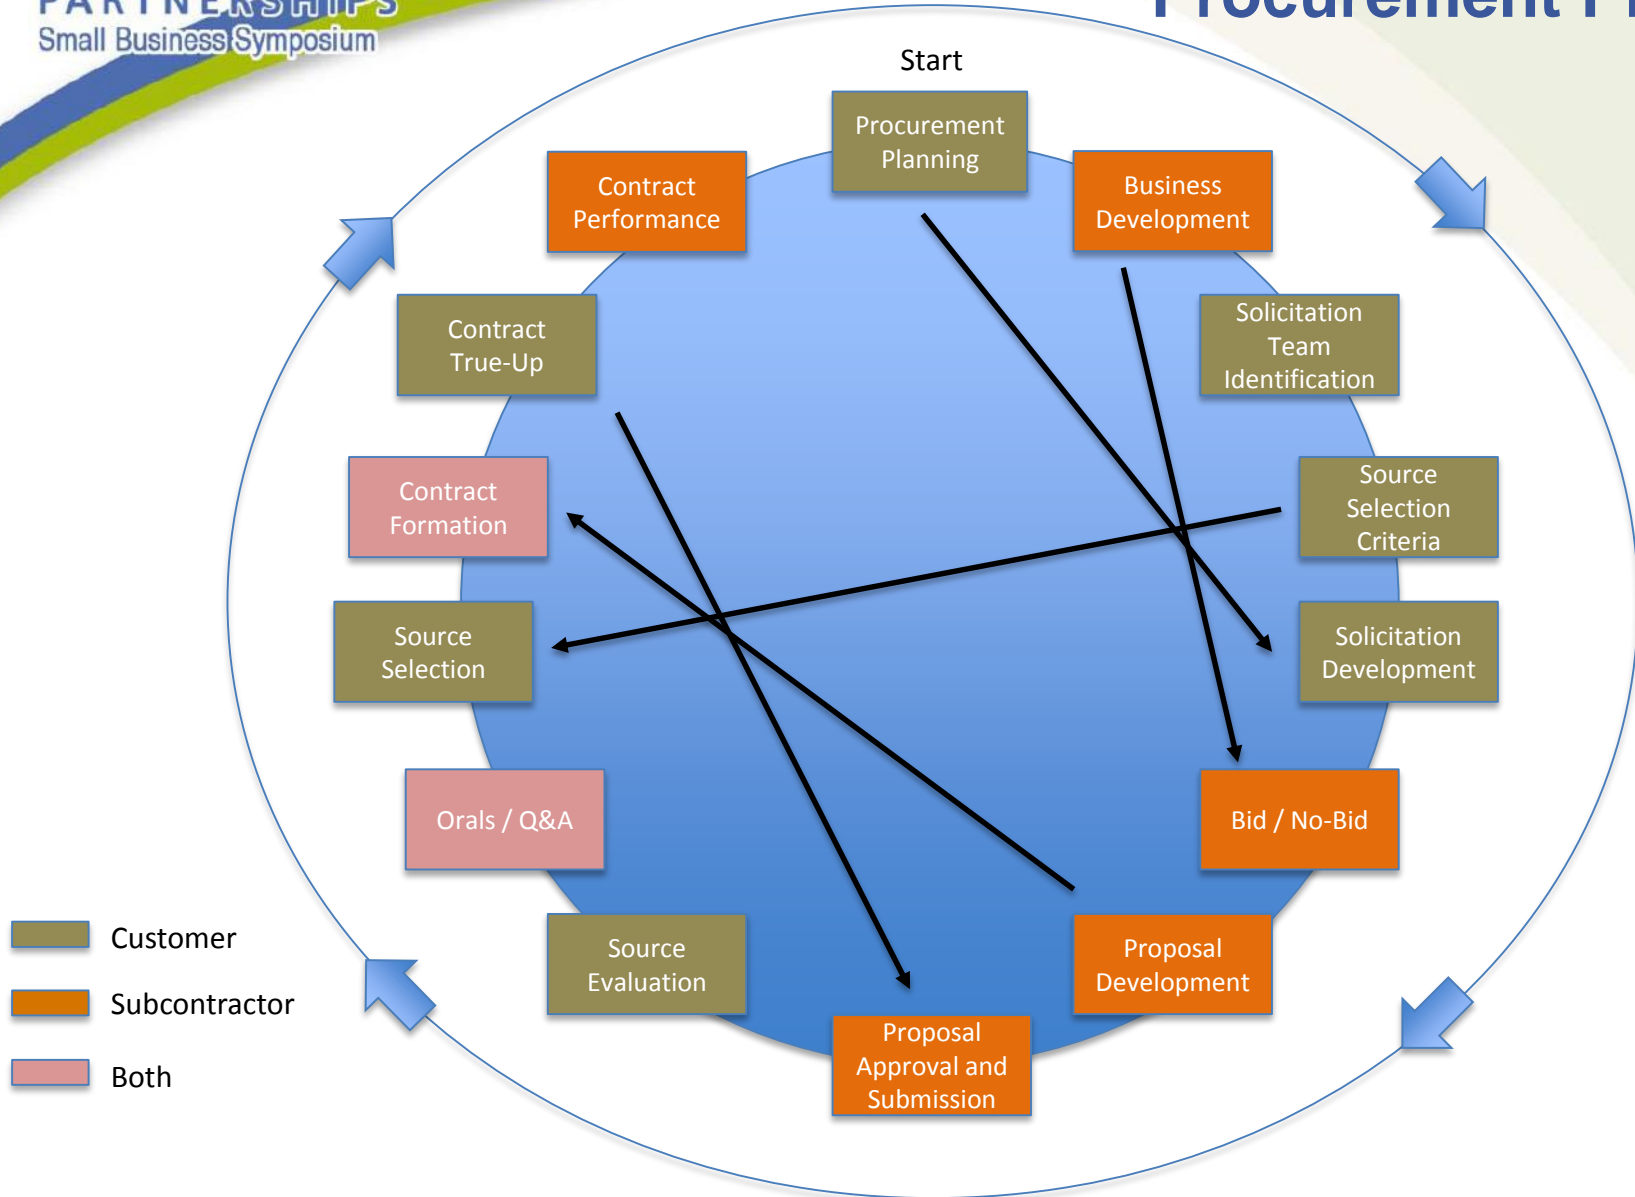 PARTNERSHIPS
Small Business Symposium
Procurement
Start
Procurement
Planning
Business
Development
Solicitation
Team
Identification
Source
Selection
Criteria
Solicitation
Development
Bid / No-Bid
Proposal
Development
Proposal
Approval and
Submission
Source
Evaluation
Orals / Q&A
Source
Selection
Contract
Formation
Contract
True-Up
Contract
Performance
Customer
Subcontractor
Both